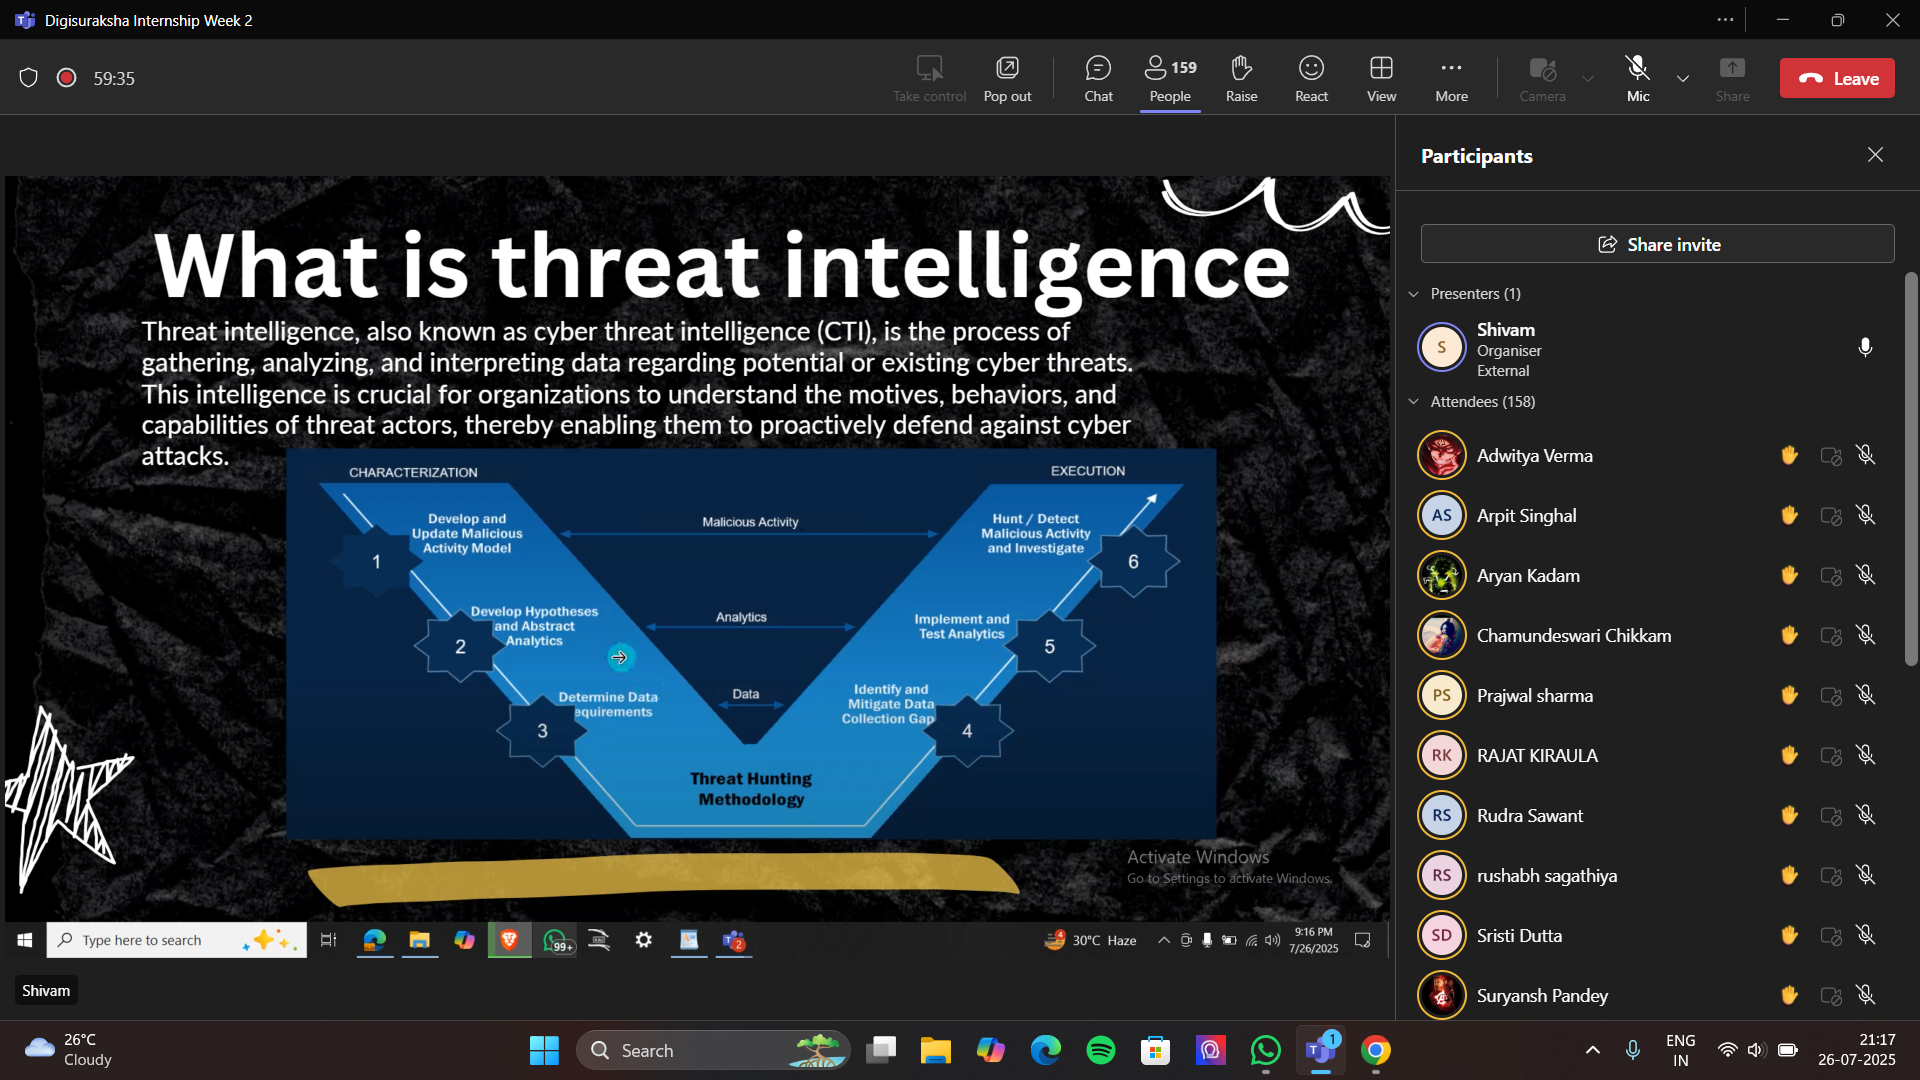 Digisuraksha Internship Week 2
59:35
Take control
Pop out
Chat
159
People
Raise
React
View
More
Camera
Mic
Share
Leave
What is threat intelligence
Threat intelligence, also known as cyber threat intelligence (CTI), is the process of
gathering, analyzing, and interpreting data regarding potential or existing cyber threats.
This intelligence is crucial for organizations to understand the motives, behaviors, and
capabilities of threat actors, thereby enabling them to proactively defend against cyber
attacks.
CHARACTERIZATION
EXECUTION
Develop and
Update Malicious
Activity Model
1
Malicious Activity
Hunt / Detect
Malicious Activity
and Investigate
6
Develop Hypotheses
and Abstract
Analytics
2
Analytics
Implement and
Test Analytics
5
Determine Data
equirements
3
Data
Identify and
Mitigate Data
Collection Gap
4
Threat Hunting
Methodology
Activate Windows
Go to Settings to activate Windows.
Type here to search
99+
2
4
30°C Haze
9:16 PM
7/26/2025
Shivam
Participants
Share invite
Presenters (1)
S
Shivam
Organiser
External
Attendees (158)
Adwitya Verma
AS
Arpit Singhal
Aryan Kadam
Chamundeswari Chikkam
PS
Prajwal sharma
RK
RAJAT KIRAULA
RS
Rudra Sawant
RS
rushabh sagathiya
SD
Sristi Dutta
Suryansh Pandey
26°C
Cloudy
Search
1
ENG
IN
21:17
26-07-2025